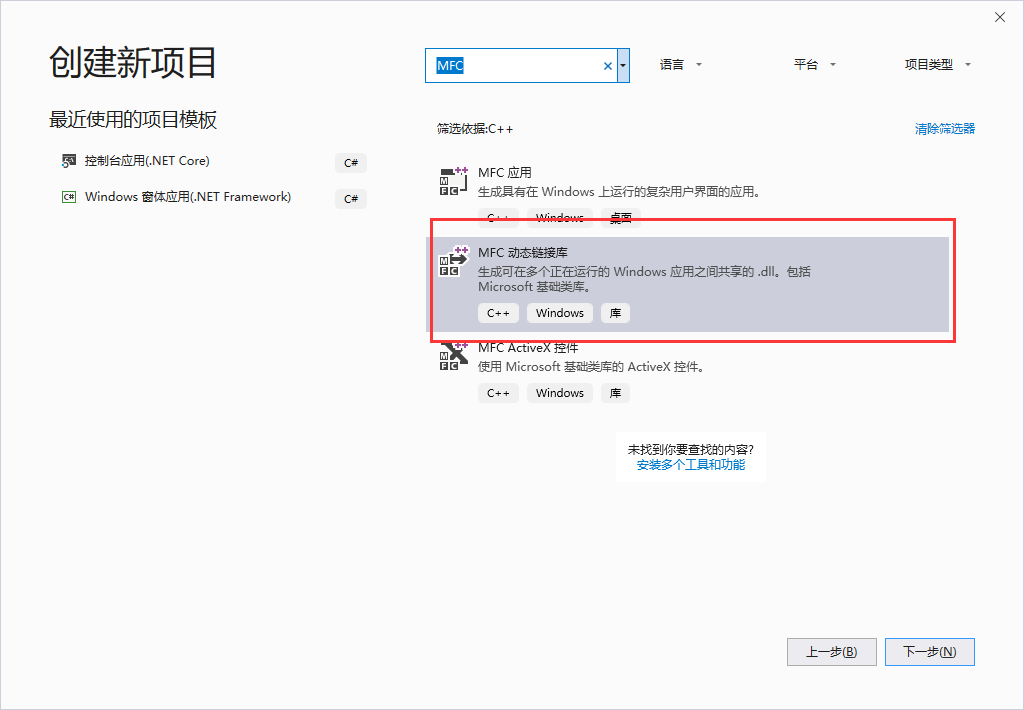 创建新项目
最近使用的项目模板
控制台应用(.NET Core)
C#
Windows 窗体应用(.NET Framework)
C#
MFC
语言
平台
项目类型
筛选依据:C++
清除筛选器
MFC 应用
生成具有在 Windows 上运行的复杂用户界面的应用。
C++ Windows 桌面
MFC 动态链接库
生成可在多个正在运行的 Windows 应用之间共享的 .dll。包括
Microsoft 基础类库。
C++ Windows 库
MFC ActiveX 控件
使用 Microsoft 基础类库的 ActiveX 控件。
C++ Windows 库
未找到你要查找的内容?
安装多个工具和功能
上一步(B)
下一步(N)